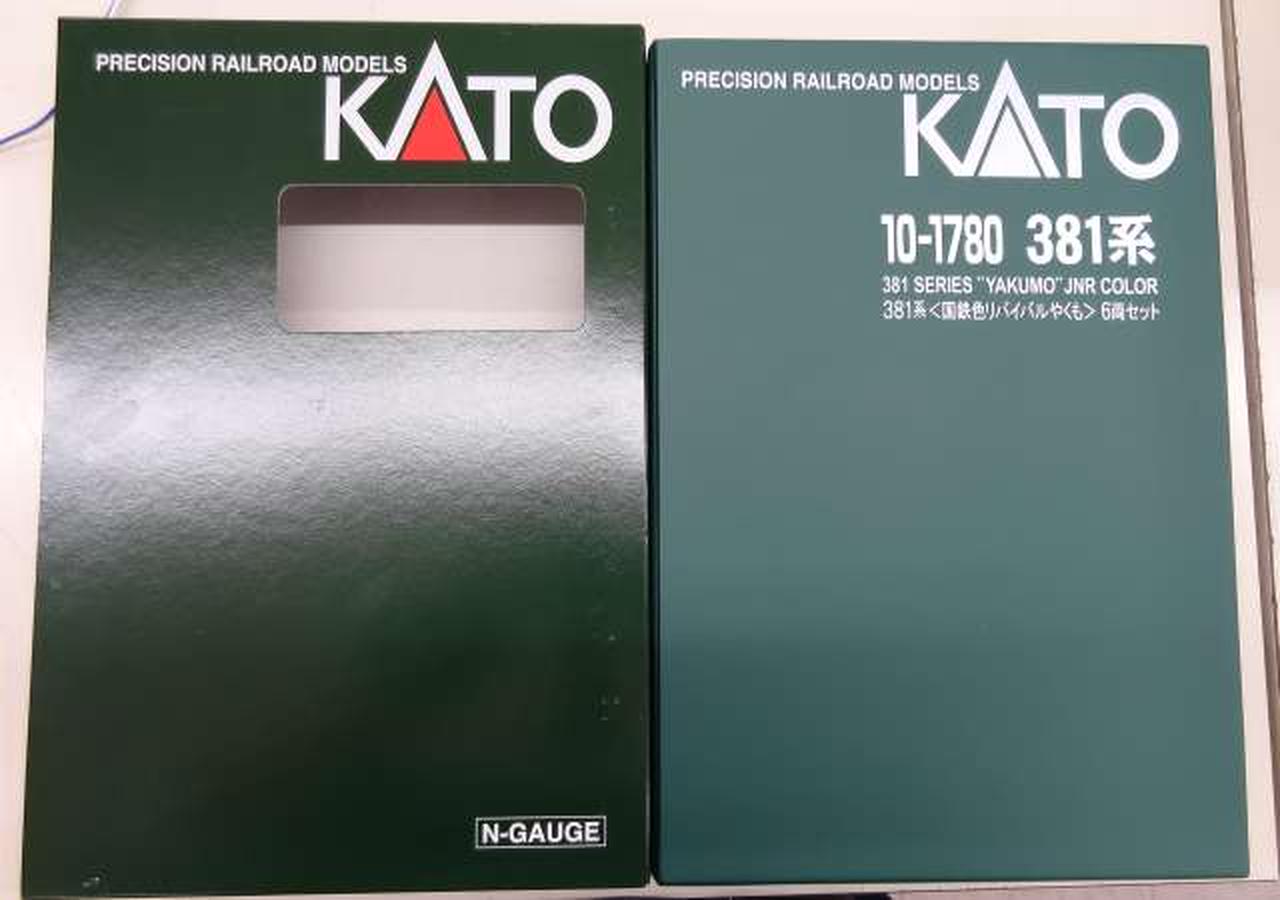 PRECISION RAILROAD MODELS
KATO
N-GAUGE
PRECISION RAILROAD MODELS
KATO
10-1780 381系
381 SERIES "YAKUMO" JNR COLOR
381系<国鉄色リバイバルやくも> 6両セット